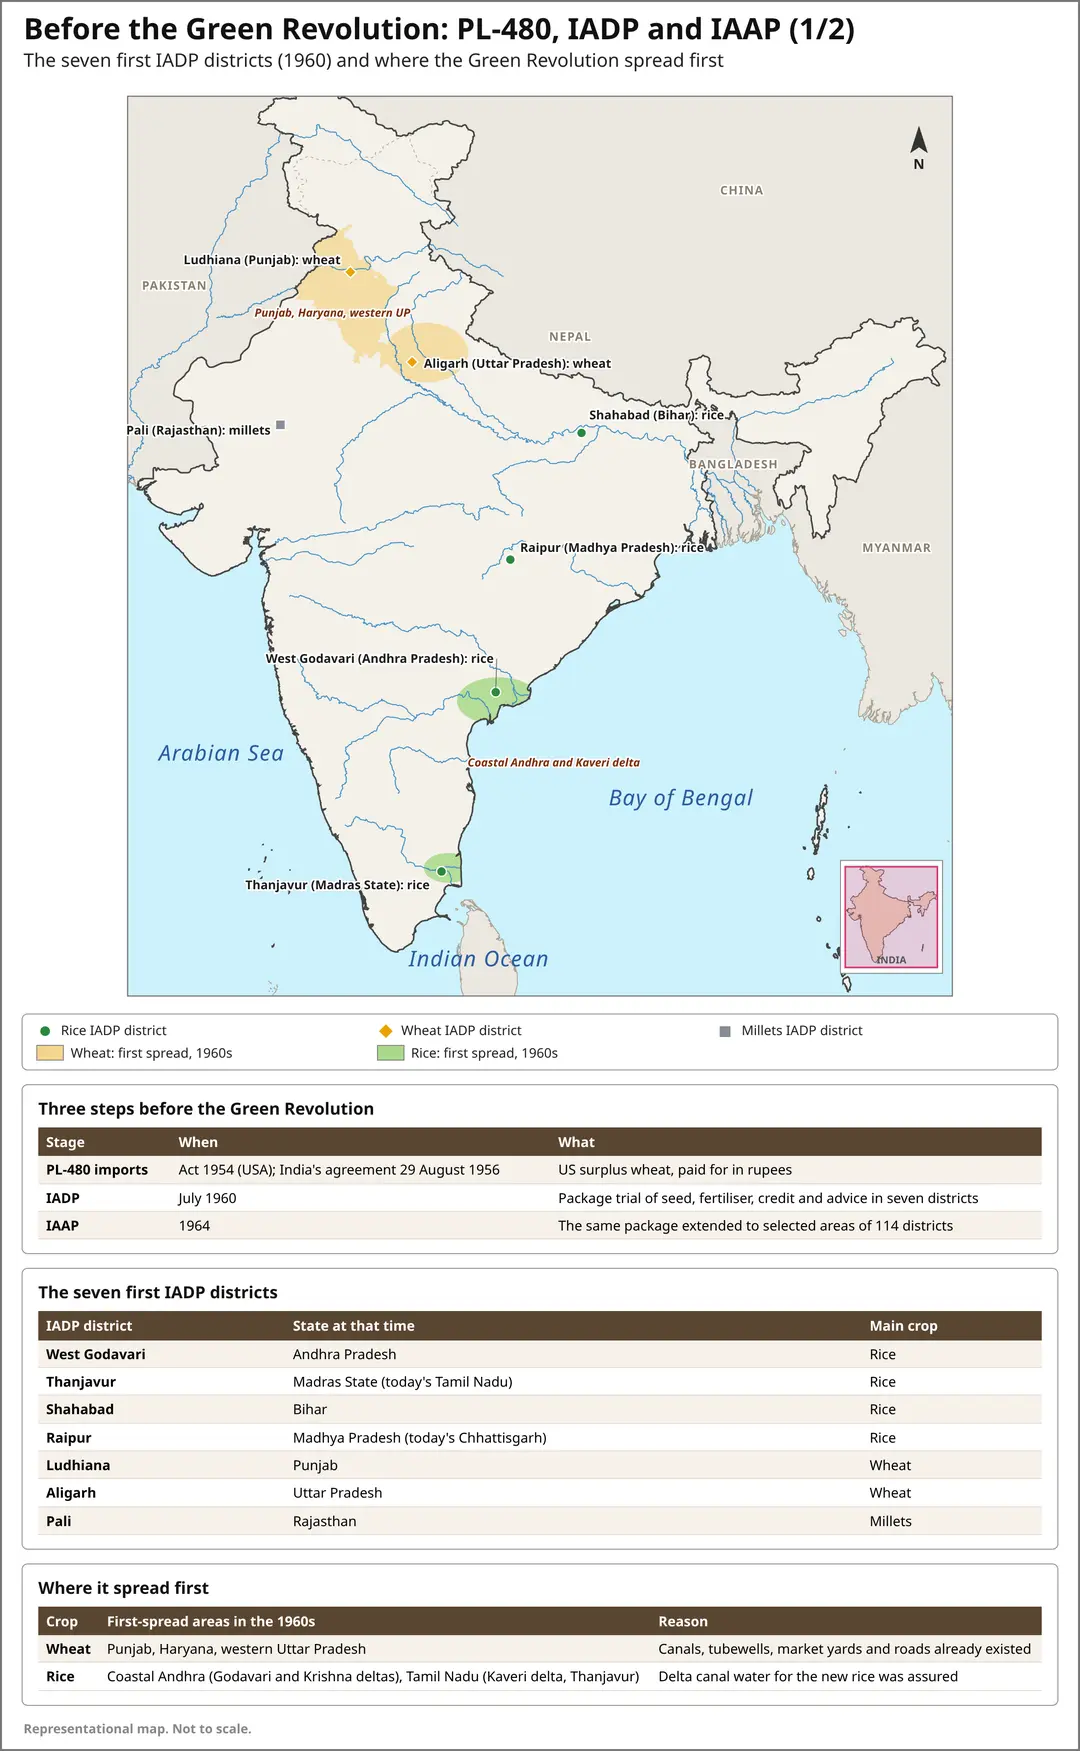 Before the Green Revolution: PL-480, IADP and IAAP (1/2)
The seven first IADP districts (1960) and where the Green Revolution spread first
N
CHINA
Ludhiana (Punjab): wheat
PAKISTAN
Punjab, Haryana, western UP
NEPAL
Aligarh (Uttar Pradesh): wheat
Shahabad (Bihar): rice
Pali (Rajasthan): millets
BANGLADESH
Raipur (Madhya Pradesh): rice
MYANMAR
West Godavari (Andhra Pradesh): rice
Arabian Sea
Coastal Andhra and Kaveri delta
Bay of Bengal
Thanjavur (Madras State): rice
Indian Ocean
INDIA
Rice IADP district
Wheat IADP district
Millets IADP district
Wheat: first spread, 1960s
Rice: first spread, 1960s
Three steps before the Green Revolution
Stage When What
PL-480 imports Act 1954 (USA); India's agreement 29 August 1956 US surplus wheat, paid for in rupees
IADP July 1960 Package trial of seed, fertiliser, credit and advice in seven districts
IAAP 1964 The same package extended to selected areas of 114 districts
The seven first IADP districts
IADP district State at that time Main crop
West Godavari Andhra Pradesh Rice
Thanjavur Madras State (today's Tamil Nadu) Rice
Shahabad Bihar Rice
Raipur Madhya Pradesh (today's Chhattisgarh) Rice
Ludhiana Punjab Wheat
Aligarh Uttar Pradesh Wheat
Pali Rajasthan Millets
Where it spread first
Crop First-spread areas in the 1960s Reason
Wheat Punjab, Haryana, western Uttar Pradesh Canals, tubewells, market yards and roads already existed
Rice Coastal Andhra (Godavari and Krishna deltas), Tamil Nadu (Kaveri delta, Thanjavur) Delta canal water for the new rice was assured
Representational map. Not to scale.